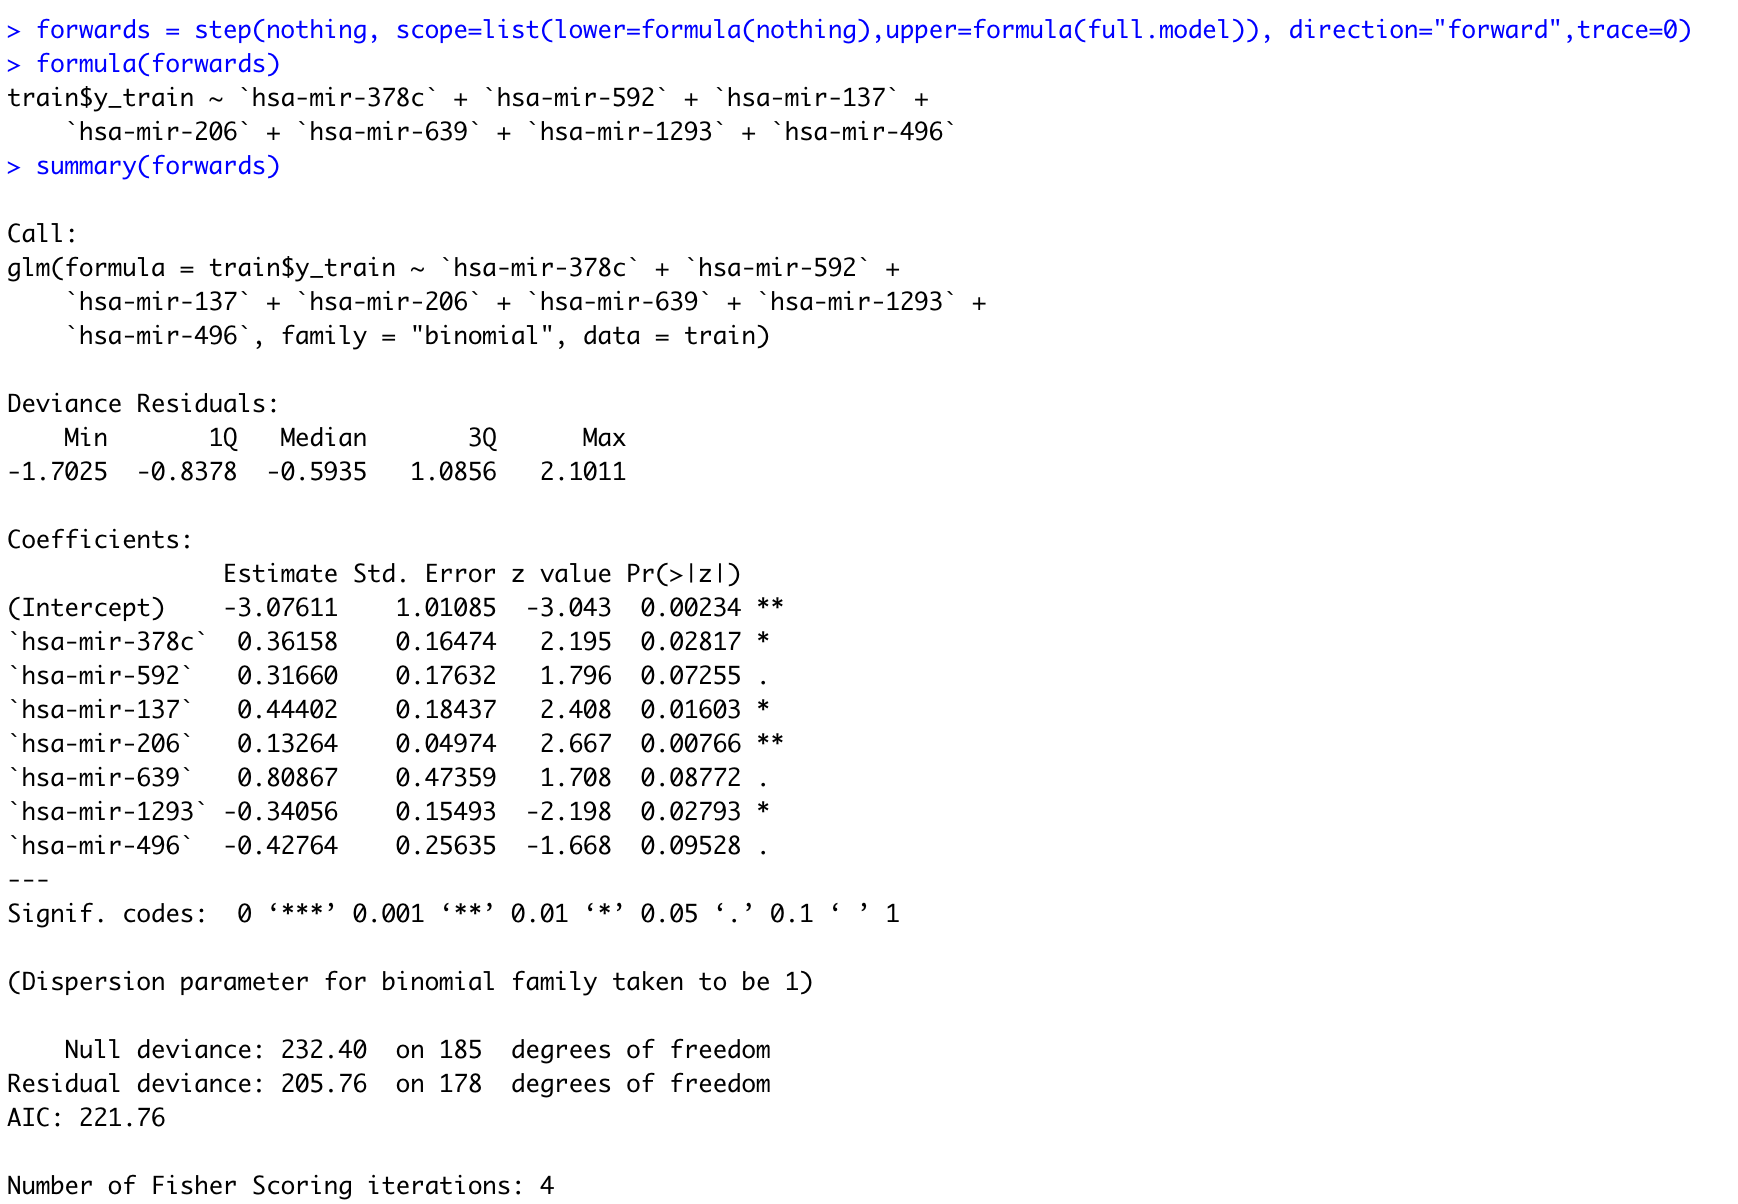 > forwards = step(nothing, scope=list(lower=formula(nothing),upper=formula(full.model)), direction="forward",trace=0)
> formula(forwards)
train$y_train ~ `hsa-mir-378c` + `hsa-mir-592` + `hsa-mir-137` +
    `hsa-mir-206` + `hsa-mir-639` + `hsa-mir-1293` + `hsa-mir-496`
> summary(forwards)

Call:
glm(formula = train$y_train ~ `hsa-mir-378c` + `hsa-mir-592` +
    `hsa-mir-137` + `hsa-mir-206` + `hsa-mir-639` + `hsa-mir-1293` +
    `hsa-mir-496`, family = "binomial", data = train)

Deviance Residuals:
    Min       1Q   Median       3Q      Max
-1.7025  -0.8378  -0.5935   1.0856   2.1011

Coefficients:
               Estimate Std. Error z value Pr(>|z|)
(Intercept)    -3.07611    1.01085  -3.043  0.00234 **
`hsa-mir-378c`  0.36158    0.16474   2.195  0.02817 *
`hsa-mir-592`   0.31660    0.17632   1.796  0.07255 .
`hsa-mir-137`   0.44402    0.18437   2.408  0.01603 *
`hsa-mir-206`   0.13264    0.04974   2.667  0.00766 **
`hsa-mir-639`   0.80867    0.47359   1.708  0.08772 .
`hsa-mir-1293` -0.34056    0.15493  -2.198  0.02793 *
`hsa-mir-496`  -0.42764    0.25635  -1.668  0.09528 .
---
Signif. codes:  0 ‘***’ 0.001 ‘**’ 0.01 ‘*’ 0.05 ‘.’ 0.1 ‘ ’ 1

(Dispersion parameter for binomial family taken to be 1)

    Null deviance: 232.40  on 185  degrees of freedom
Residual deviance: 205.76  on 178  degrees of freedom
AIC: 221.76

Number of Fisher Scoring iterations: 4